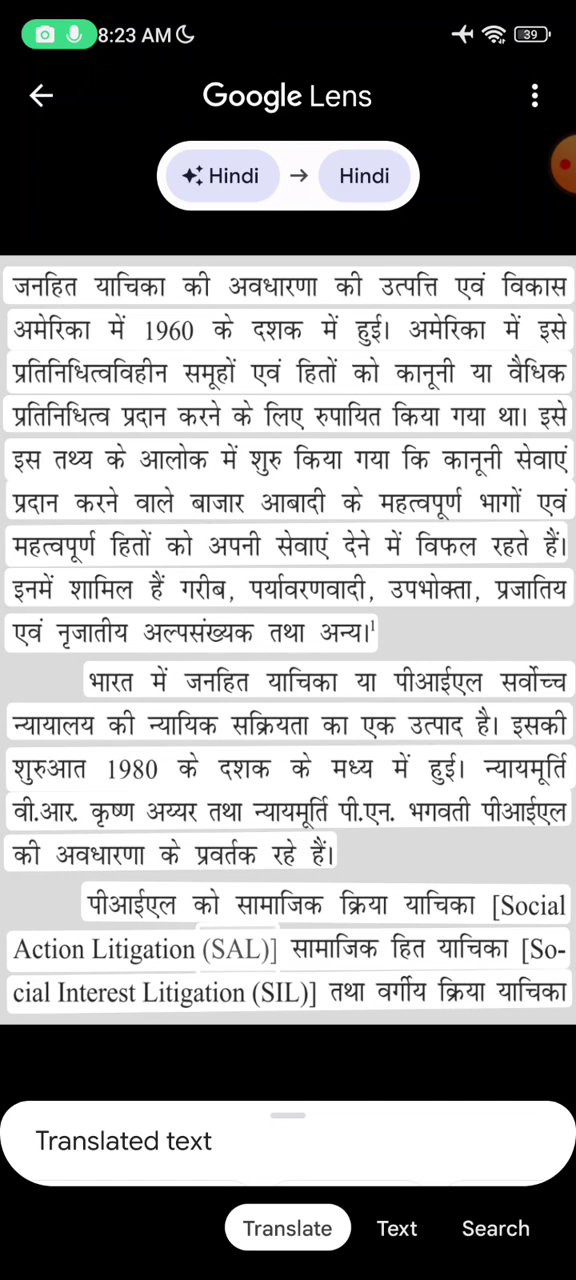 8:23 AM
39
Google Lens
Hindi → Hindi
जनहित याचिका की अवधारणा की उत्पत्ति एवं विकास
अमेरिका में 1960 के दशक में हुई। अमेरिका में इसे
प्रतिनिधित्वविहीन समूहों एवं हितों को कानूनी या वैधिक
प्रतिनिधित्व प्रदान करने के लिए रुपायित किया गया था। इसे
इस तथ्य के आलोक में शुरु किया गया कि कानूनी सेवाएं
प्रदान करने वाले बाजार आबादी के महत्वपूर्ण भागों एवं
महत्वपूर्ण हितों को अपनी सेवाएं देने में विफल रहते हैं।
इनमें शामिल हैं गरीब, पर्यावरणवादी, उपभोक्ता, प्रजातिय
एवं नृजातीय अल्पसंख्यक तथा अन्य।¹
भारत में जनहित याचिका या पीआईएल सर्वोच्च
न्यायालय की न्यायिक सक्रियता का एक उत्पाद है। इसकी
शुरुआत 1980 के दशक के मध्य में हुई। न्यायमूर्ति
वी.आर. कृष्ण अय्यर तथा न्यायमूर्ति पी.एन. भगवती पीआईएल
की अवधारणा के प्रवर्तक रहे हैं।
पीआईएल को सामाजिक क्रिया याचिका [Social
Action Litigation (SAL)] सामाजिक हित याचिका [So-
cial Interest Litigation (SIL)] तथा वर्गीय क्रिया याचिका
Translated text
Translate Text Search